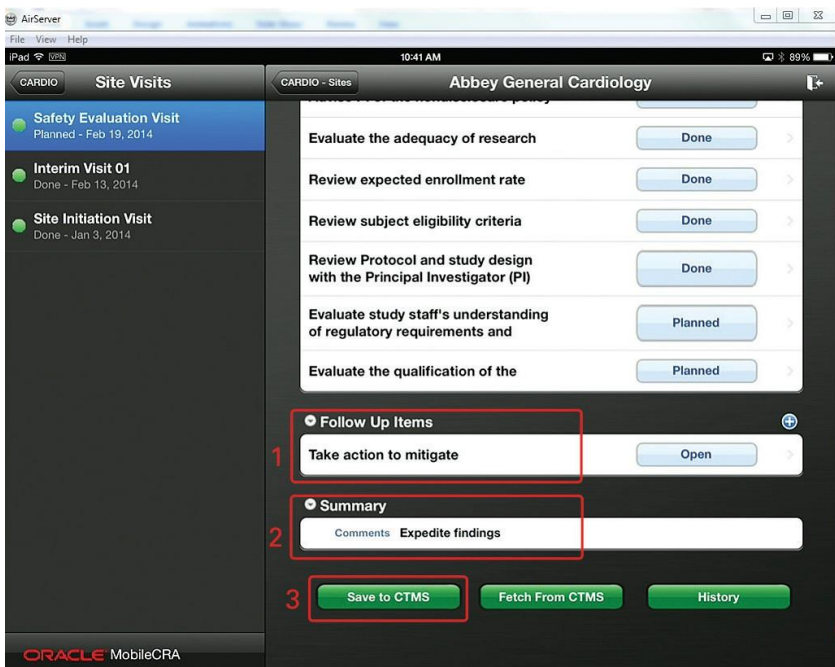 AirServer
File View Help
iPad VPN 10:41 AM 89%
CARDIO Site Visits
CARDIO - Sites Abbey General Cardiology
Safety Evaluation Visit
Planned - Feb 19, 2014
Interim Visit 01
Done - Feb 13, 2014
Site Initiation Visit
Done - Jan 3, 2014
Evaluate the adequacy of research Done
Review expected enrollment rate Done
Review subject eligibility criteria Done
Review Protocol and study design
with the Principal Investigator (PI) Done
Evaluate study staff's understanding
of regulatory requirements and Planned
Evaluate the qualification of the Planned
Follow Up Items
1 Take action to mitigate Open
Summary
2 Comments Expedite findings
3 Save to CTMS Fetch From CTMS History
ORACLE MobileCRA